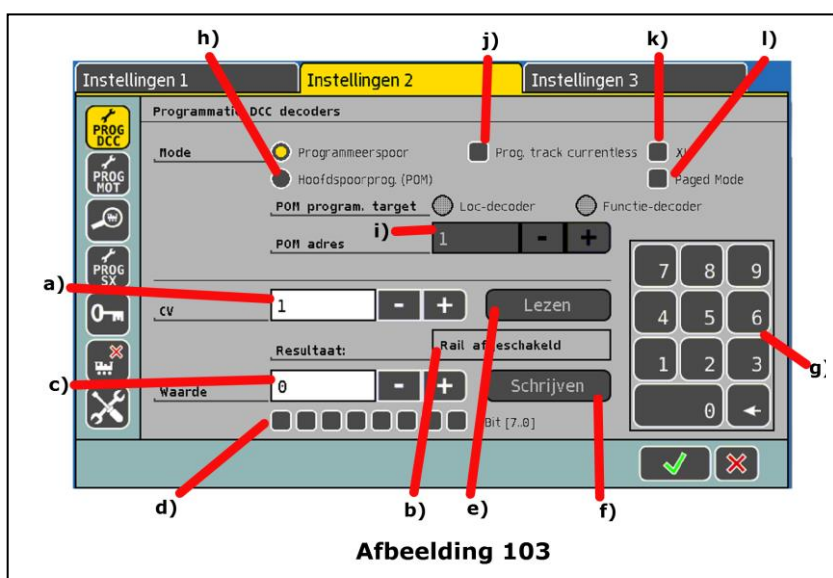 h)
j)
k)
l)
Instellingen 1
Instellingen 2
Instellingen 3
Programmatie DCC decoders
PROG
DCC
Mode
Programmeerspoor
Prog. track currentless
PROG
MOT
Hoofdspoorprog. (POM)
Paged Mode
POM program. target
Loc-decoder
Functie-decoder
i)
POM adres
1
-
+
PROG
SX
7
8
9
a)
CV
1
-
+
Lezen
4
5
6
Resultaat:
Rail afgeschakeld
g)
c)
Waarde
0
-
+
Schrijven
1
2
3
0
Bit [7..0]
d)
b)
e)
f)
Afbeelding 103